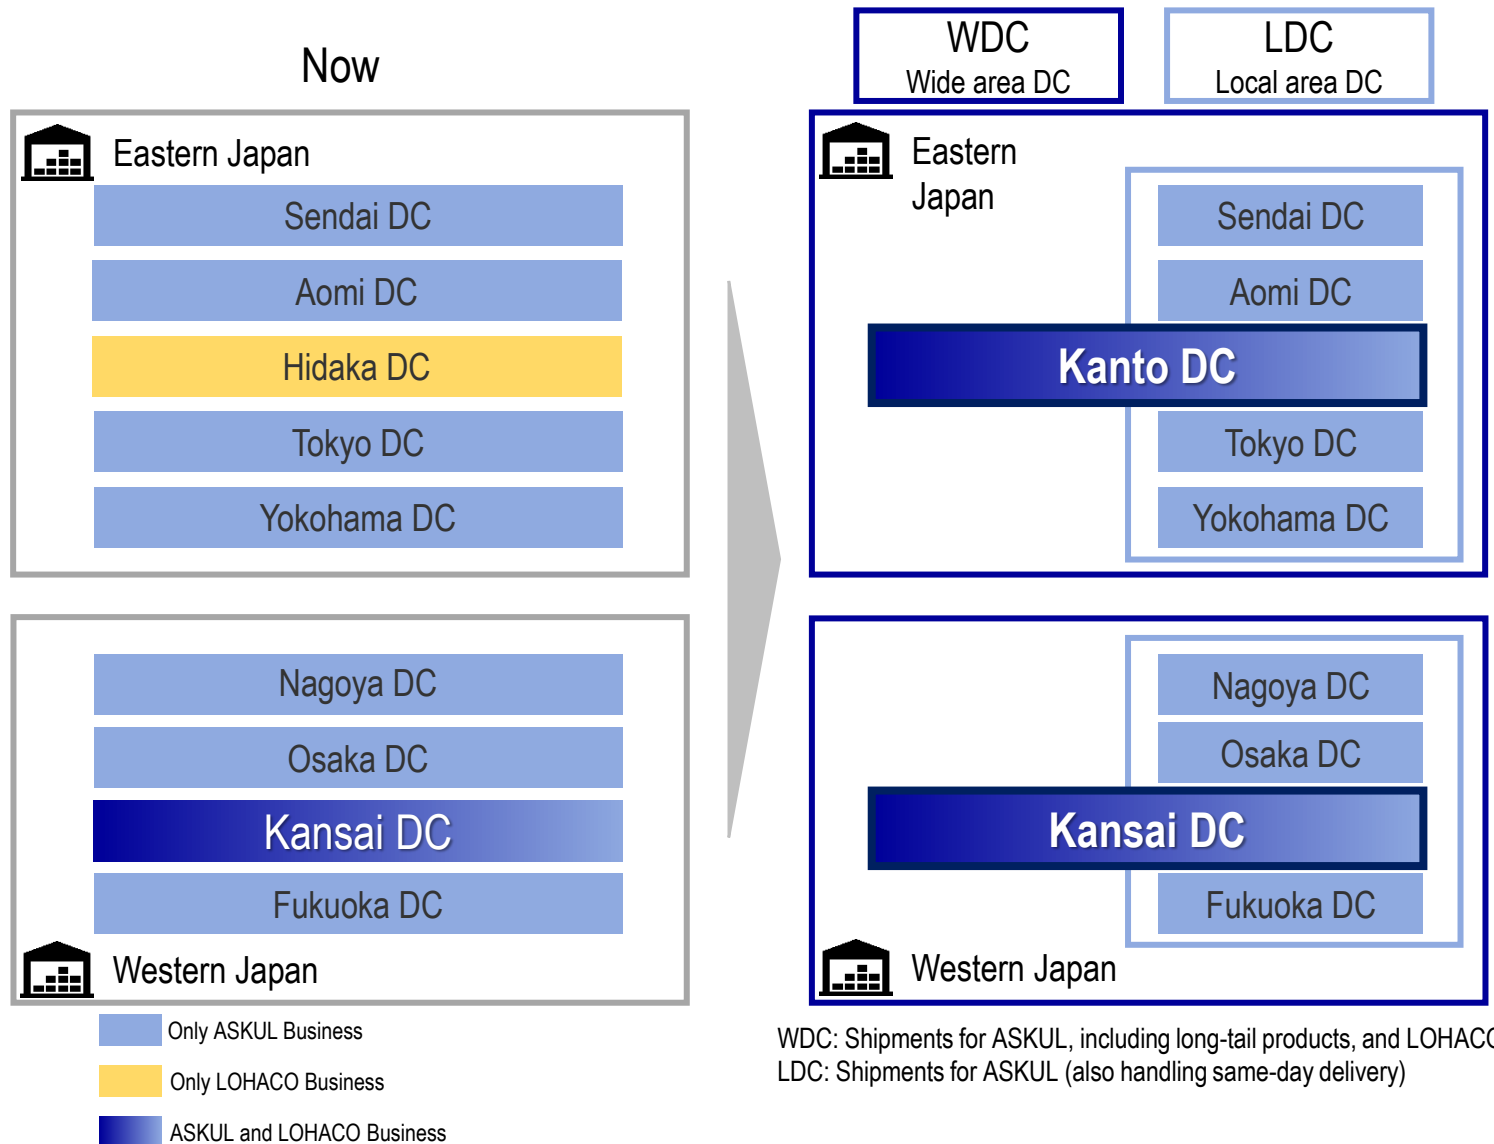 Now
Eastern Japan
Sendai DC
Aomi DC
Hidaka DC
Tokyo DC
Yokohama DC
Nagoya DC
Osaka DC
Kansai DC
Fukuoka DC
Western Japan
Only ASKUL Business
Only LOHACO Business
ASKUL and LOHACO Business
WDC
Wide area DC
LDC
Local area DC
Eastern
Japan
Sendai DC
Aomi DC
Kanto DC
Tokyo DC
Yokohama DC
Nagoya DC
Osaka DC
Kansai DC
Fukuoka DC
Western Japan
WDC: Shipments for ASKUL, including long-tail products, and LOHACO
LDC: Shipments for ASKUL (also handling same-day delivery)